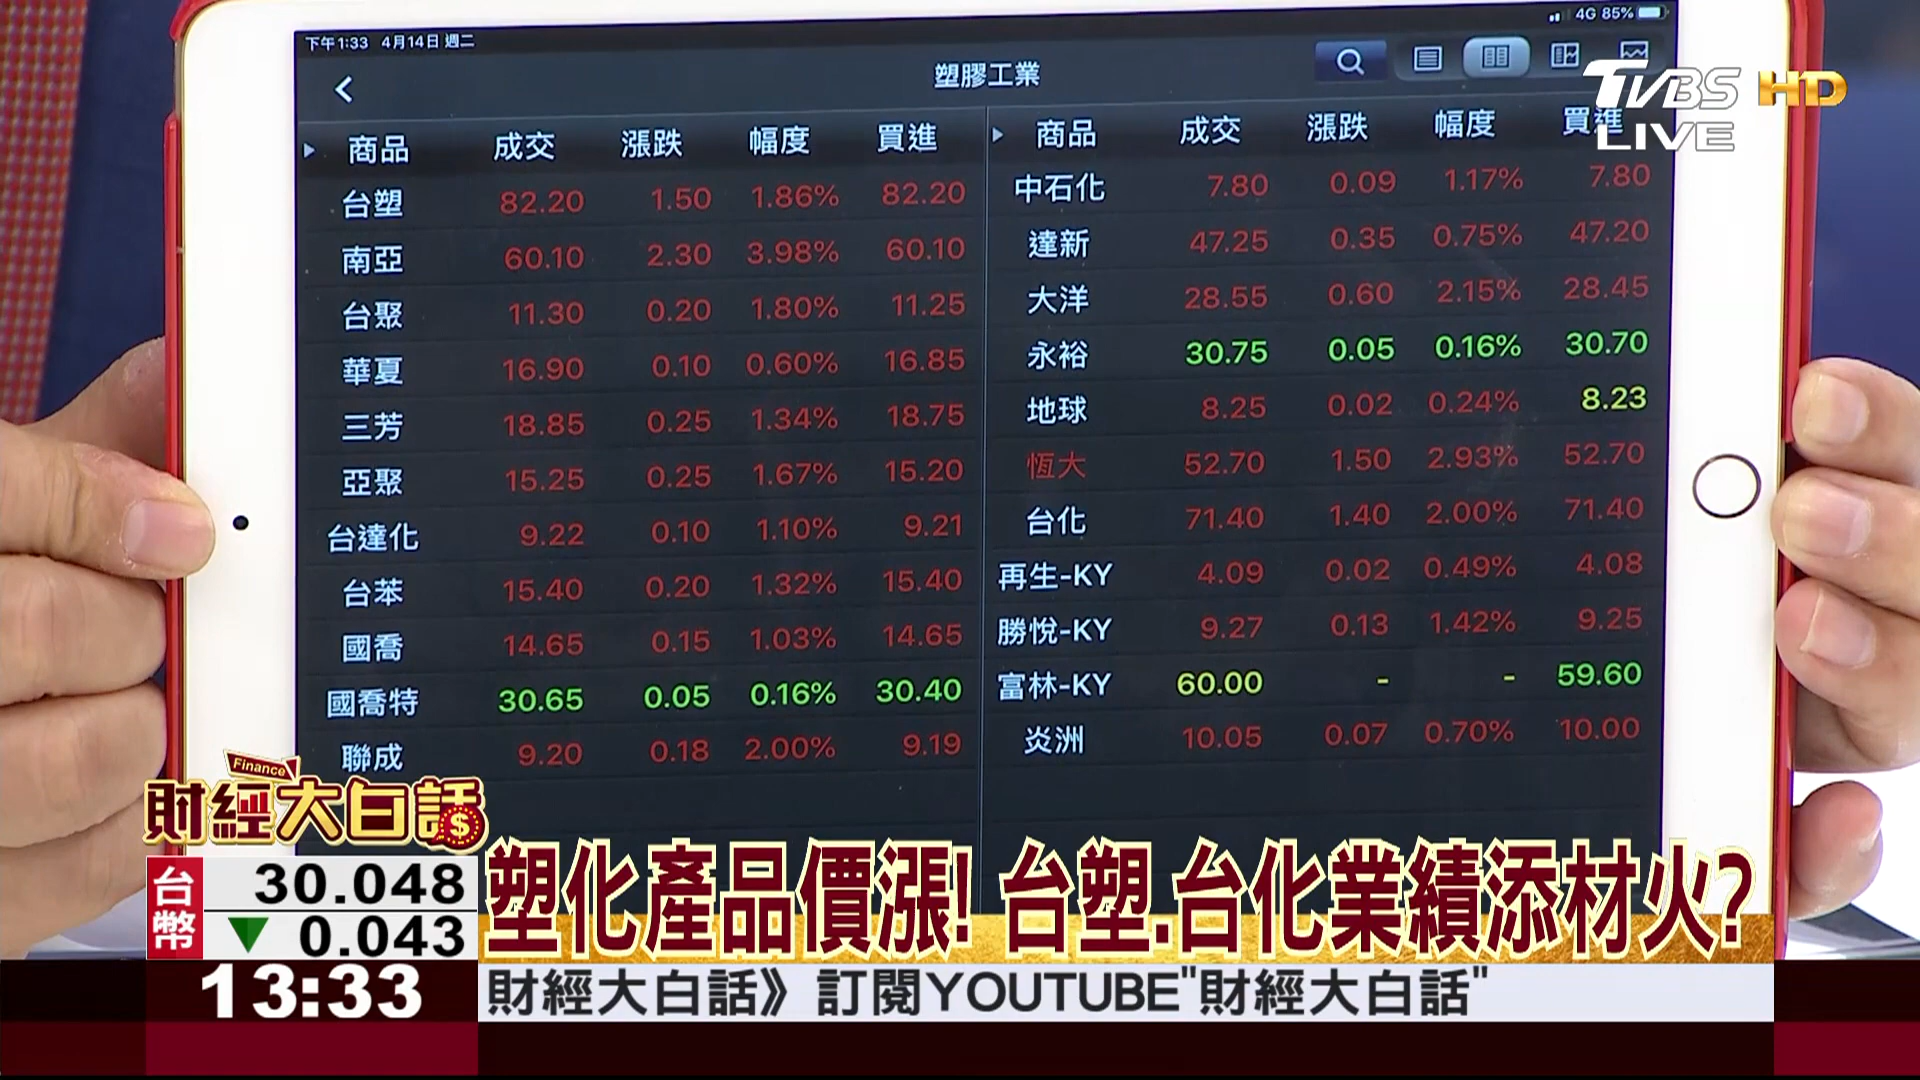 下午1:33 4月14日 週二
4G 85%
塑膠工業
TVBS HD
LIVE
商品 成交 漲跌 幅度 買進
台塑 82.20 1.50 1.86% 82.20
南亞 60.10 2.30 3.98% 60.10
台聚 11.30 0.20 1.80% 11.25
華夏 16.90 0.10 0.60% 16.85
三芳 18.85 0.25 1.34% 18.75
亞聚 15.25 0.25 1.67% 15.20
台達化 9.22 0.10 1.10% 9.21
台苯 15.40 0.20 1.32% 15.40
國喬 14.65 0.15 1.03% 14.65
國喬特 30.65 0.05 0.16% 30.40
聯成 9.20 0.18 2.00% 9.19
商品 成交 漲跌 幅度 買進
中石化 7.80 0.09 1.17% 7.80
達新 47.25 0.35 0.75% 47.20
大洋 28.55 0.60 2.15% 28.45
永裕 30.75 0.05 0.16% 30.70
地球 8.25 0.02 0.24% 8.23
恆大 52.70 1.50 2.93% 52.70
台化 71.40 1.40 2.00% 71.40
再生-KY 4.09 0.02 0.49% 4.08
勝悅-KY 9.27 0.13 1.42% 9.25
富林-KY 60.00 - - 59.60
炎洲 10.05 0.07 0.70% 10.00
Finance
財經大白話
塑化產品價漲! 台塑.台化業績添材火?
台幣 30.048
▼ 0.043
13:33
財經大白話》訂閱YOUTUBE"財經大白話"